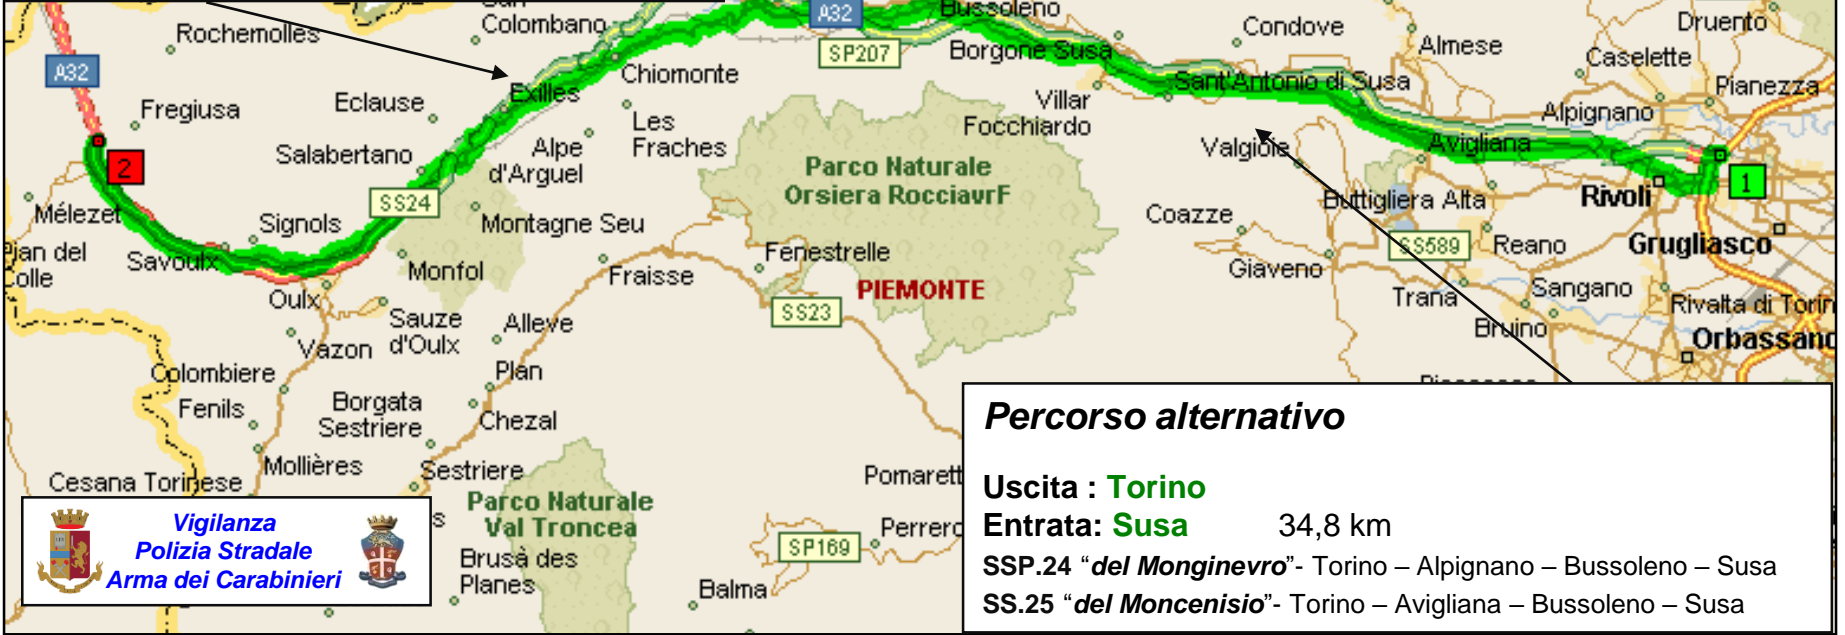 San
Colombano
A32
Bussoleno
Condove
Druento
Rochemolles
SP207
Borgone Susa
Almese
Caselette
A32
Chiomonte
Sant'Antonio di Susa
Pianezza
Exilles
Fregiusa
Eclause
Les
Fraches
Villar
Focchiardo
Alpignano
Salabertano
Alpe
d'Arguel
Parco Naturale
Orsiera RocciavrF
Valgioie
Avigliana
2
1
SS24
Rivoli
Mélezet
Signols
Montagne Seu
Coazze
Buttigliera Alta
Pian del
Colle
Savoulx
Monfol
Fraisse
Fenestrelle
SS589
Reano
Grugliasco
Giaveno
Oulx
PIEMONTE
Trana
Sangano
Rivalta di Torin
SS23
Sauze
d'Oulx
Alleve
Bruino
Orbassano
Vazon
Colombiere
Plan
Fenils
Borgata
Sestriere
Chezal
Mollières
Sestriere
Cesana Torinese
Parco Naturale
Val Troncea
Pomarett
Perrero
SP169
Brusà des
Planes
Balma
Vigilanza
Polizia Stradale
Arma dei Carabinieri
Percorso alternativo
Uscita : Torino
Entrata: Susa 34,8 km
SSP.24 “del Monginevro”- Torino – Alpignano – Bussoleno – Susa
SS.25 “del Moncenisio”- Torino – Avigliana – Bussoleno – Susa